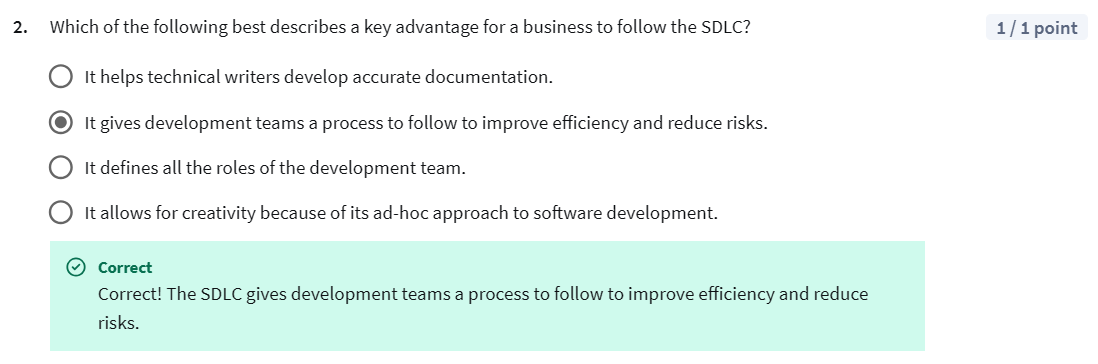 2. Which of the following best describes a key advantage for a business to follow the SDLC? 1 / 1 point
It helps technical writers develop accurate documentation.
It gives development teams a process to follow to improve efficiency and reduce risks.
It defines all the roles of the development team.
It allows for creativity because of its ad-hoc approach to software development.
Correct
Correct! The SDLC gives development teams a process to follow to improve efficiency and reduce
risks.